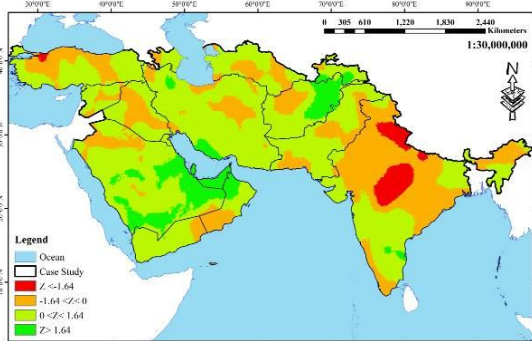 30°0'0"E 40°0'0"E 50°0'0"E 60°0'0"E 70°0'0"E 80°0'0"E 90°0'0"E
0 305 610 1,220 1,830 2,440
Kilometers
1:30,000,000
N
Legend
Ocean
Case Study
Z <-1.64
-1.64 <Z< 0
0 <Z< 1.64
Z> 1.64